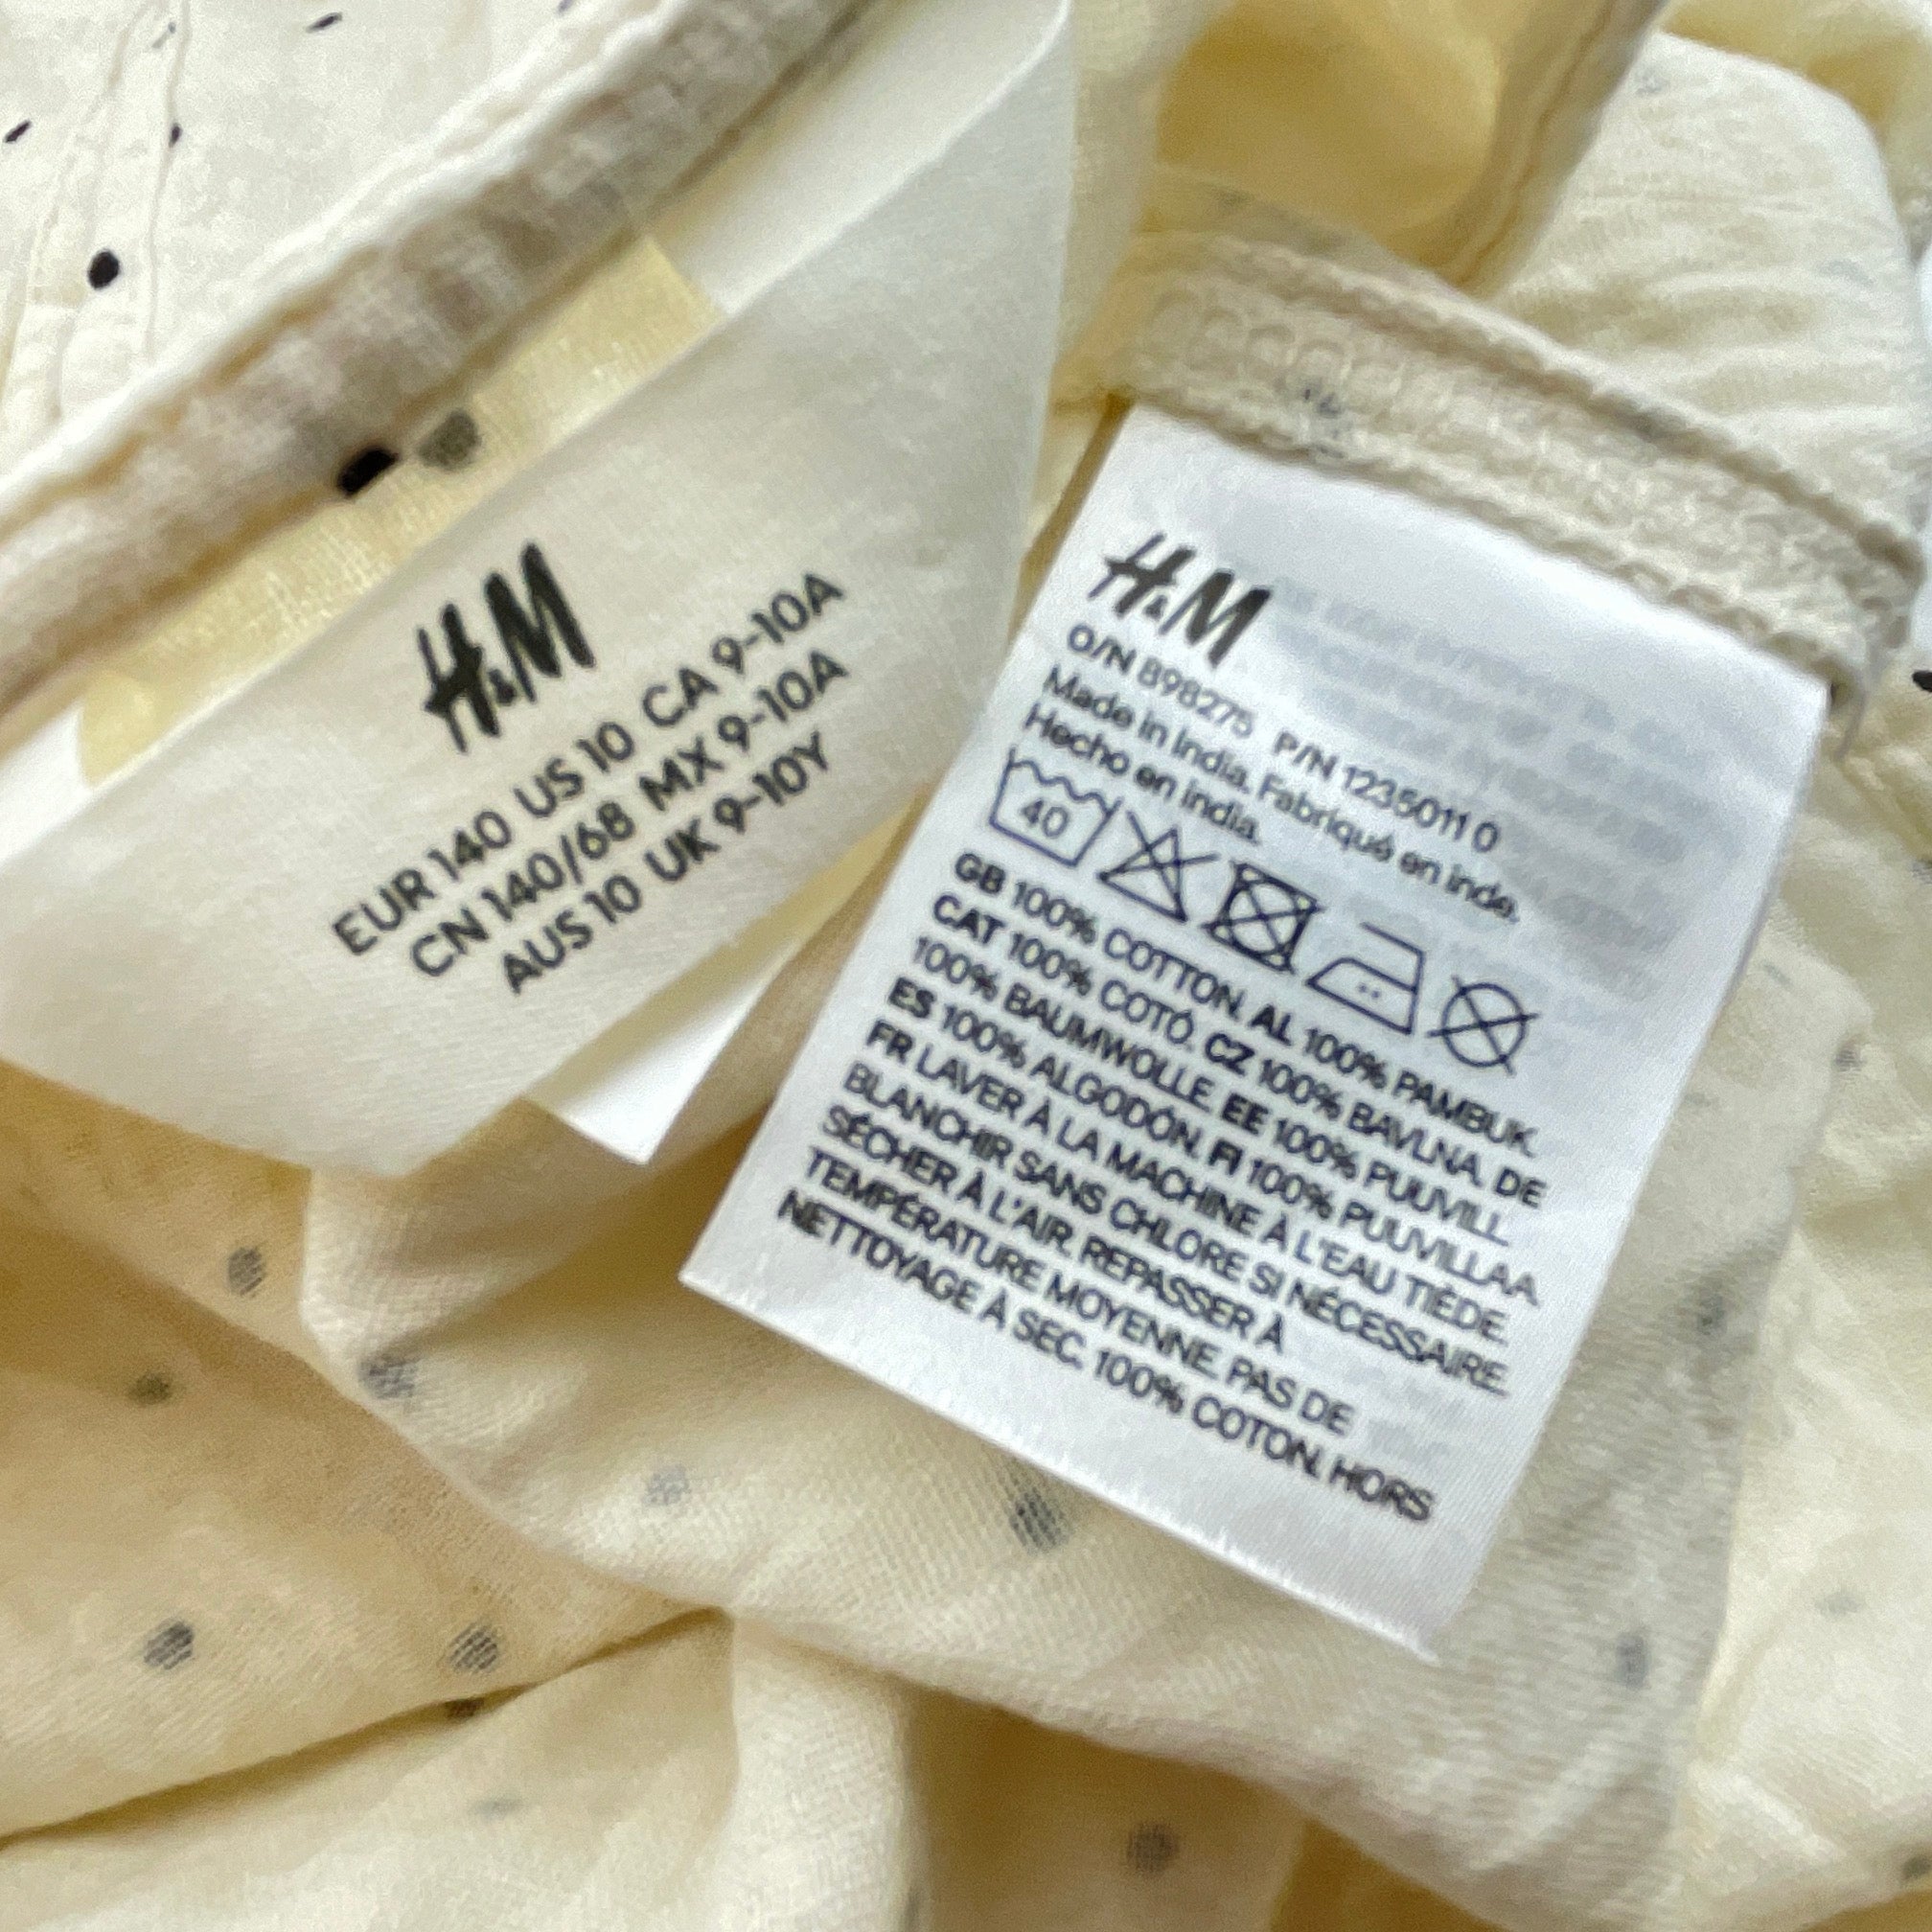 H&M
EUR 140 US 10 CA 9-10A
CN 140/68 MX 9-10A
AUS 10 UK 9-10Y
H&M
O/N 898275 P/N 1235011 0
Made in India. Fabriqué en Inde.
Hecho en India.
40
GB 100% COTTON. AL 100% PAMBUK.
CAT 100% COTÓ. CZ 100% BAVLNA. DE
100% BAUMWOLLE. EE 100% PUUVILL.
ES 100% ALGODÓN. FI 100% PUUVILLAA.
FR LAVER À LA MACHINE À L'EAU TIÈDE.
BLANCHIR SANS CHLORE SI NÉCESSAIRE.
SÉCHER À L'AIR. REPASSER À
TEMPÉRATURE MOYENNE. PAS DE
NETTOYAGE À SEC. 100% COTON. HORS